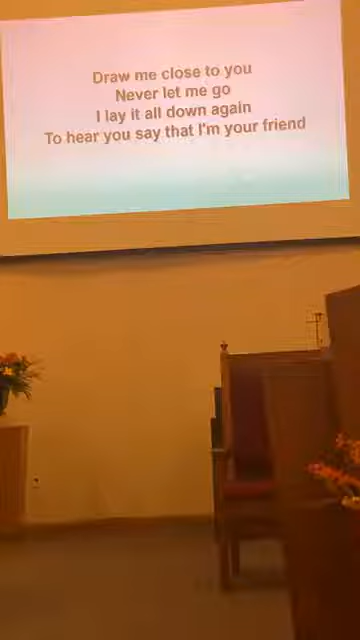 Draw me close to you
Never let me go
I lay it all down again
To hear you say that I'm your friend